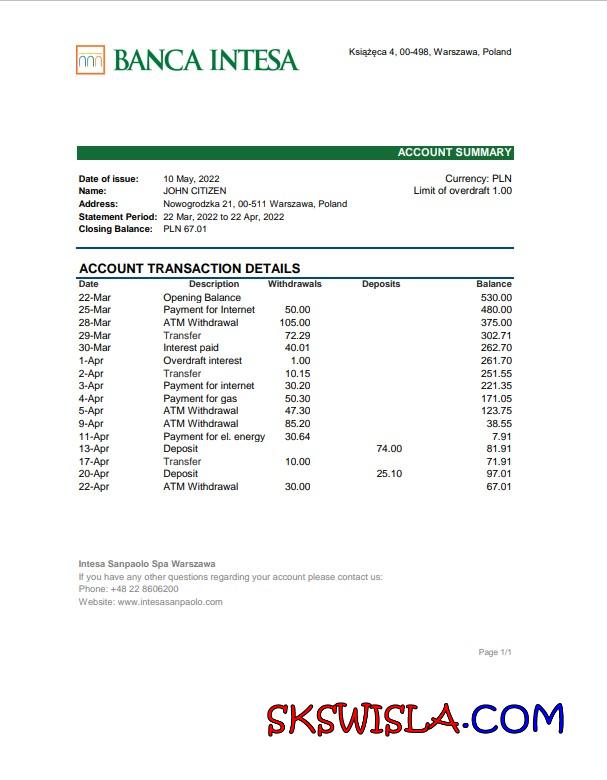 BANCA INTESA
Książęca 4, 00-498, Warszawa, Poland
ACCOUNT SUMMARY
Date of issue: 10 May, 2022
Currency: PLN
Name: JOHN CITIZEN
Limit of overdraft 1.00
Address: Nowogrodzka 21, 00-511 Warszawa, Poland
Statement Period: 22 Mar, 2022 to 22 Apr, 2022
Closing Balance: PLN 67.01
ACCOUNT TRANSACTION DETAILS
Date Description Withdrawals Deposits Balance
22-Mar Opening Balance 530.00
25-Mar Payment for Internet 50.00 480.00
28-Mar ATM Withdrawal 105.00 375.00
29-Mar Transfer 72.29 302.71
30-Mar Interest paid 40.01 262.70
1-Apr Overdraft interest 1.00 261.70
2-Apr Transfer 10.15 251.55
3-Apr Payment for internet 30.20 221.35
4-Apr Payment for gas 50.30 171.05
5-Apr ATM Withdrawal 47.30 123.75
9-Apr ATM Withdrawal 85.20 38.55
11-Apr Payment for el. energy 30.64 7.91
13-Apr Deposit 74.00 81.91
17-Apr Transfer 10.00 71.91
20-Apr Deposit 25.10 97.01
22-Apr ATM Withdrawal 30.00 67.01
Intesa Sanpaolo Spa Warszawa
If you have any other questions regarding your account please contact us:
Phone: +48 22 8606200
Website: www.intesasanpaolo.com
Page 1/1
SKSWISLA.COM